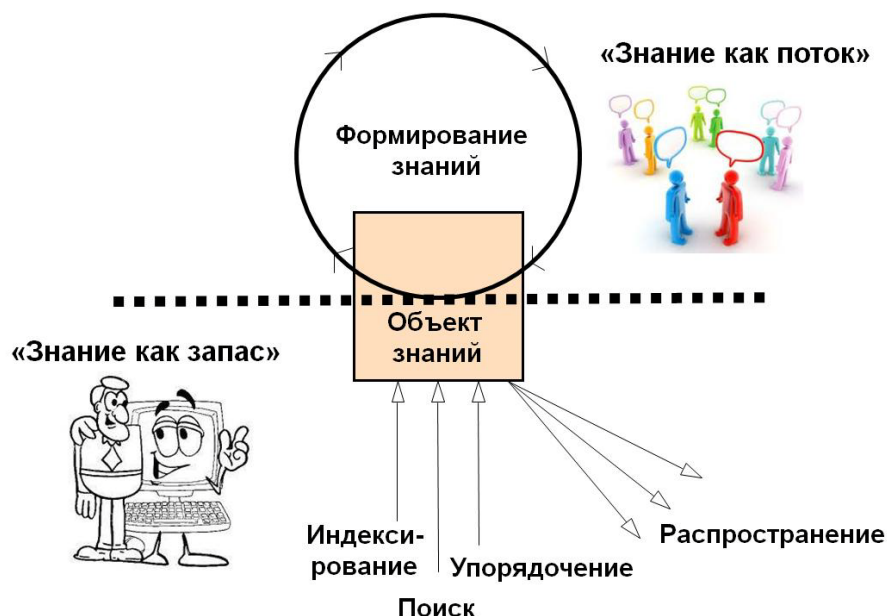 «Знание как поток»
Формирование
знаний
Объект
знаний
«Знание как запас»
Индекси-
рование
Упорядочение
Поиск
Распространение